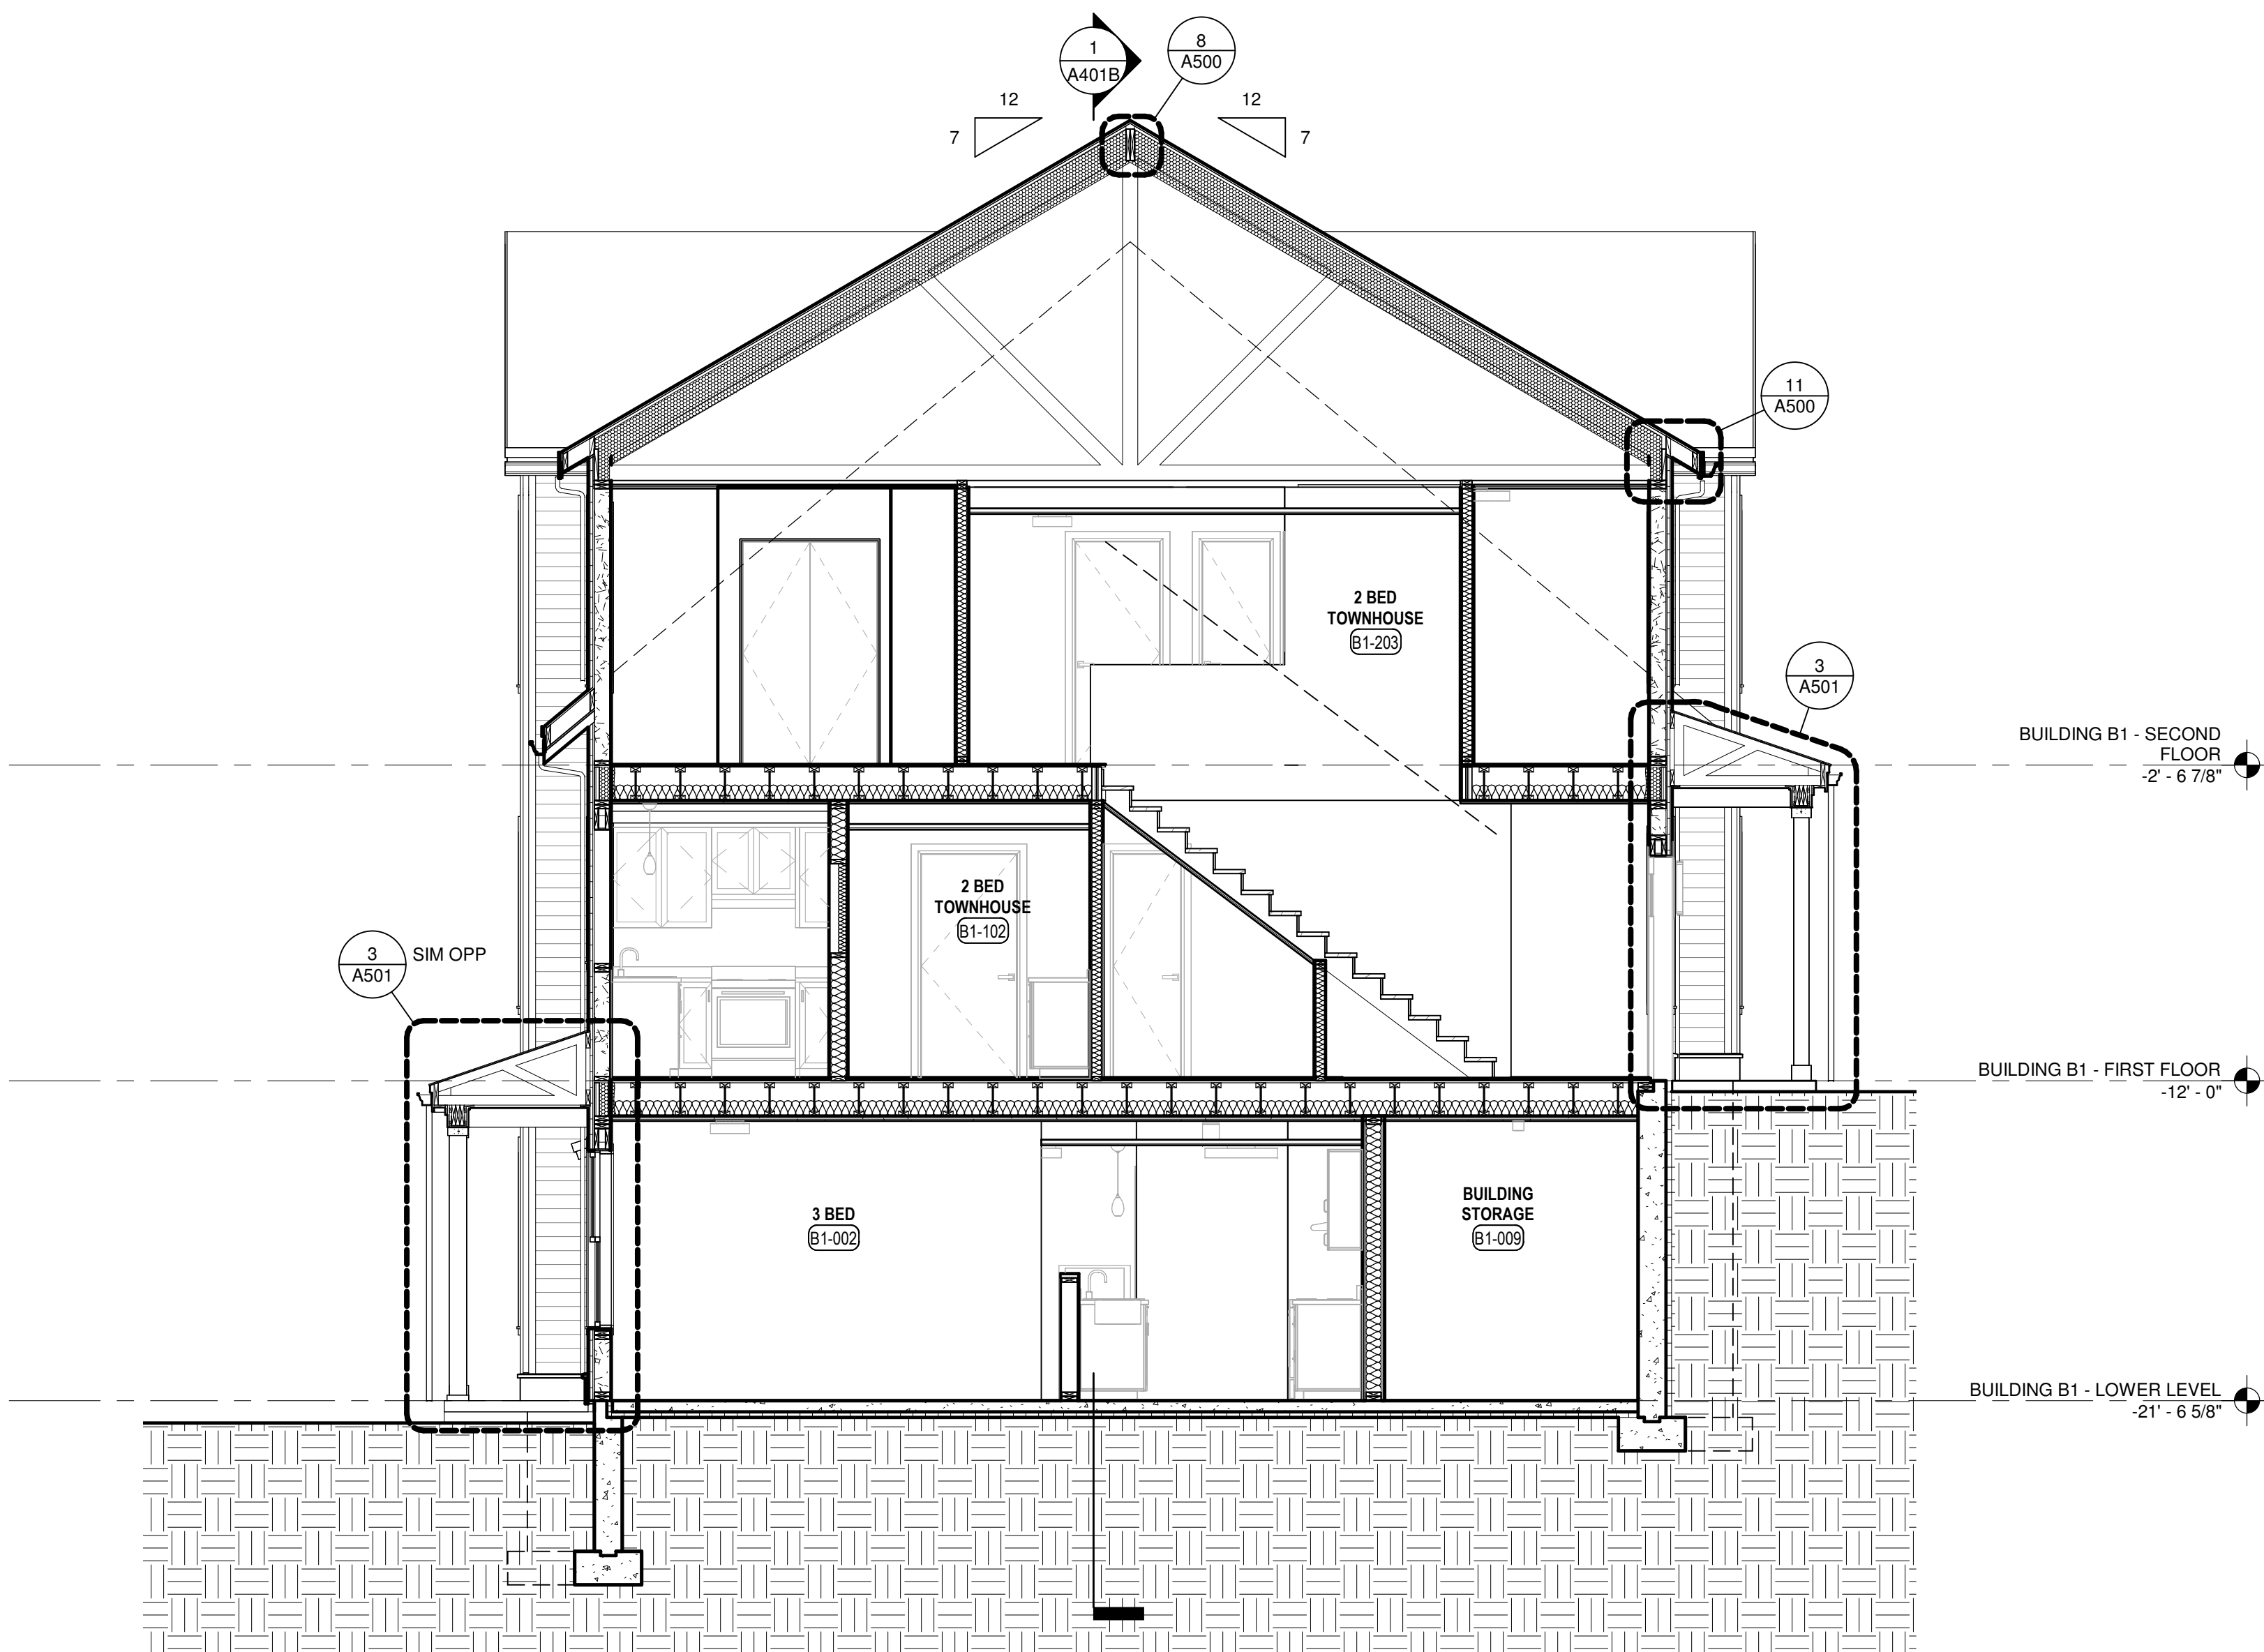 1
A401B
8
A500
12
7
12
7
11
A500
2 BED
TOWNHOUSE
B1-203
3
A501
BUILDING B1 - SECOND
FLOOR
-2' - 6 7/8"
2 BED
TOWNHOUSE
B1-102
3
A501
SIM OPP
BUILDING B1 - FIRST FLOOR
-12' - 0"
3 BED
B1-002
BUILDING
STORAGE
B1-009
BUILDING B1 - LOWER LEVEL
-21' - 6 5/8"